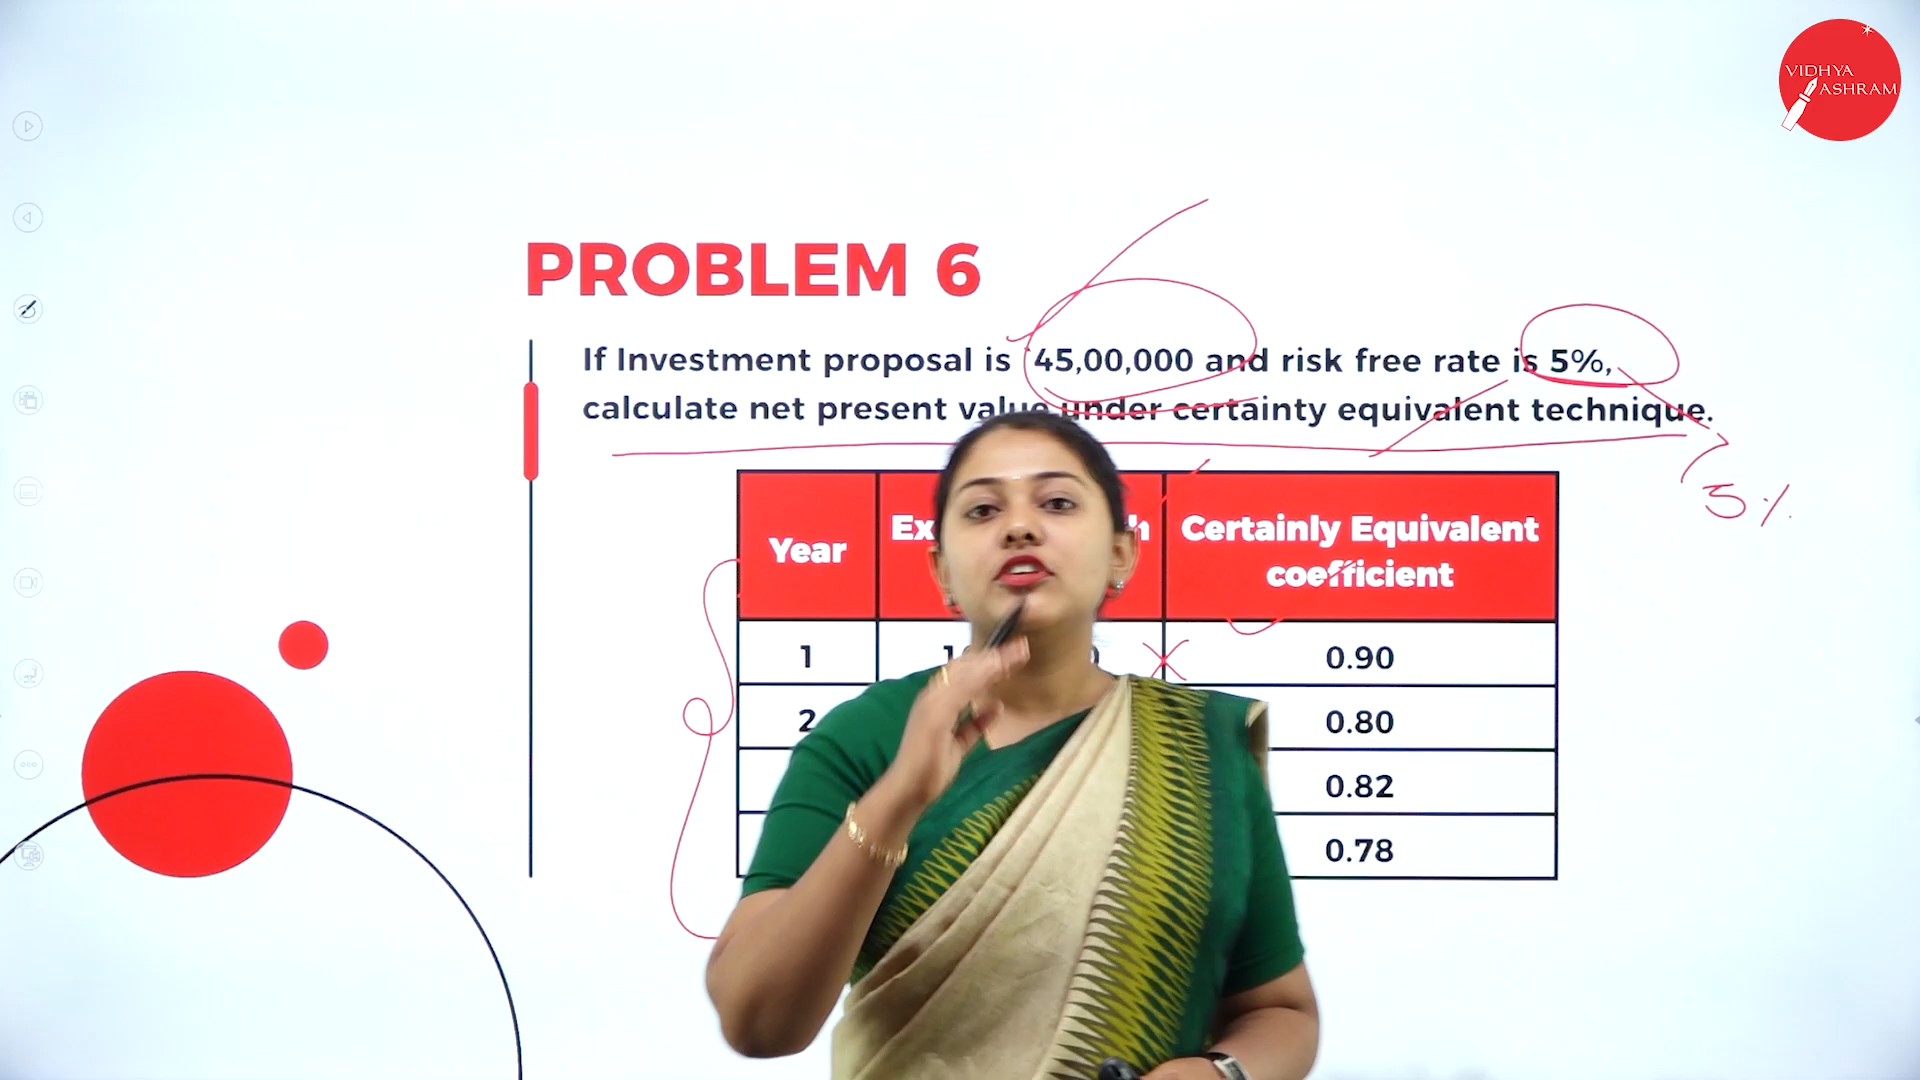 VIDHYA
ASHRAM
PROBLEM 6
If Investment proposal is 45,00,000 and risk free rate is 5%,
calculate net present value under certainty equivalent technique.
5%
Year
Certainly Equivalent
coefficient
1 0.90
2 0.80
0.82
0.78